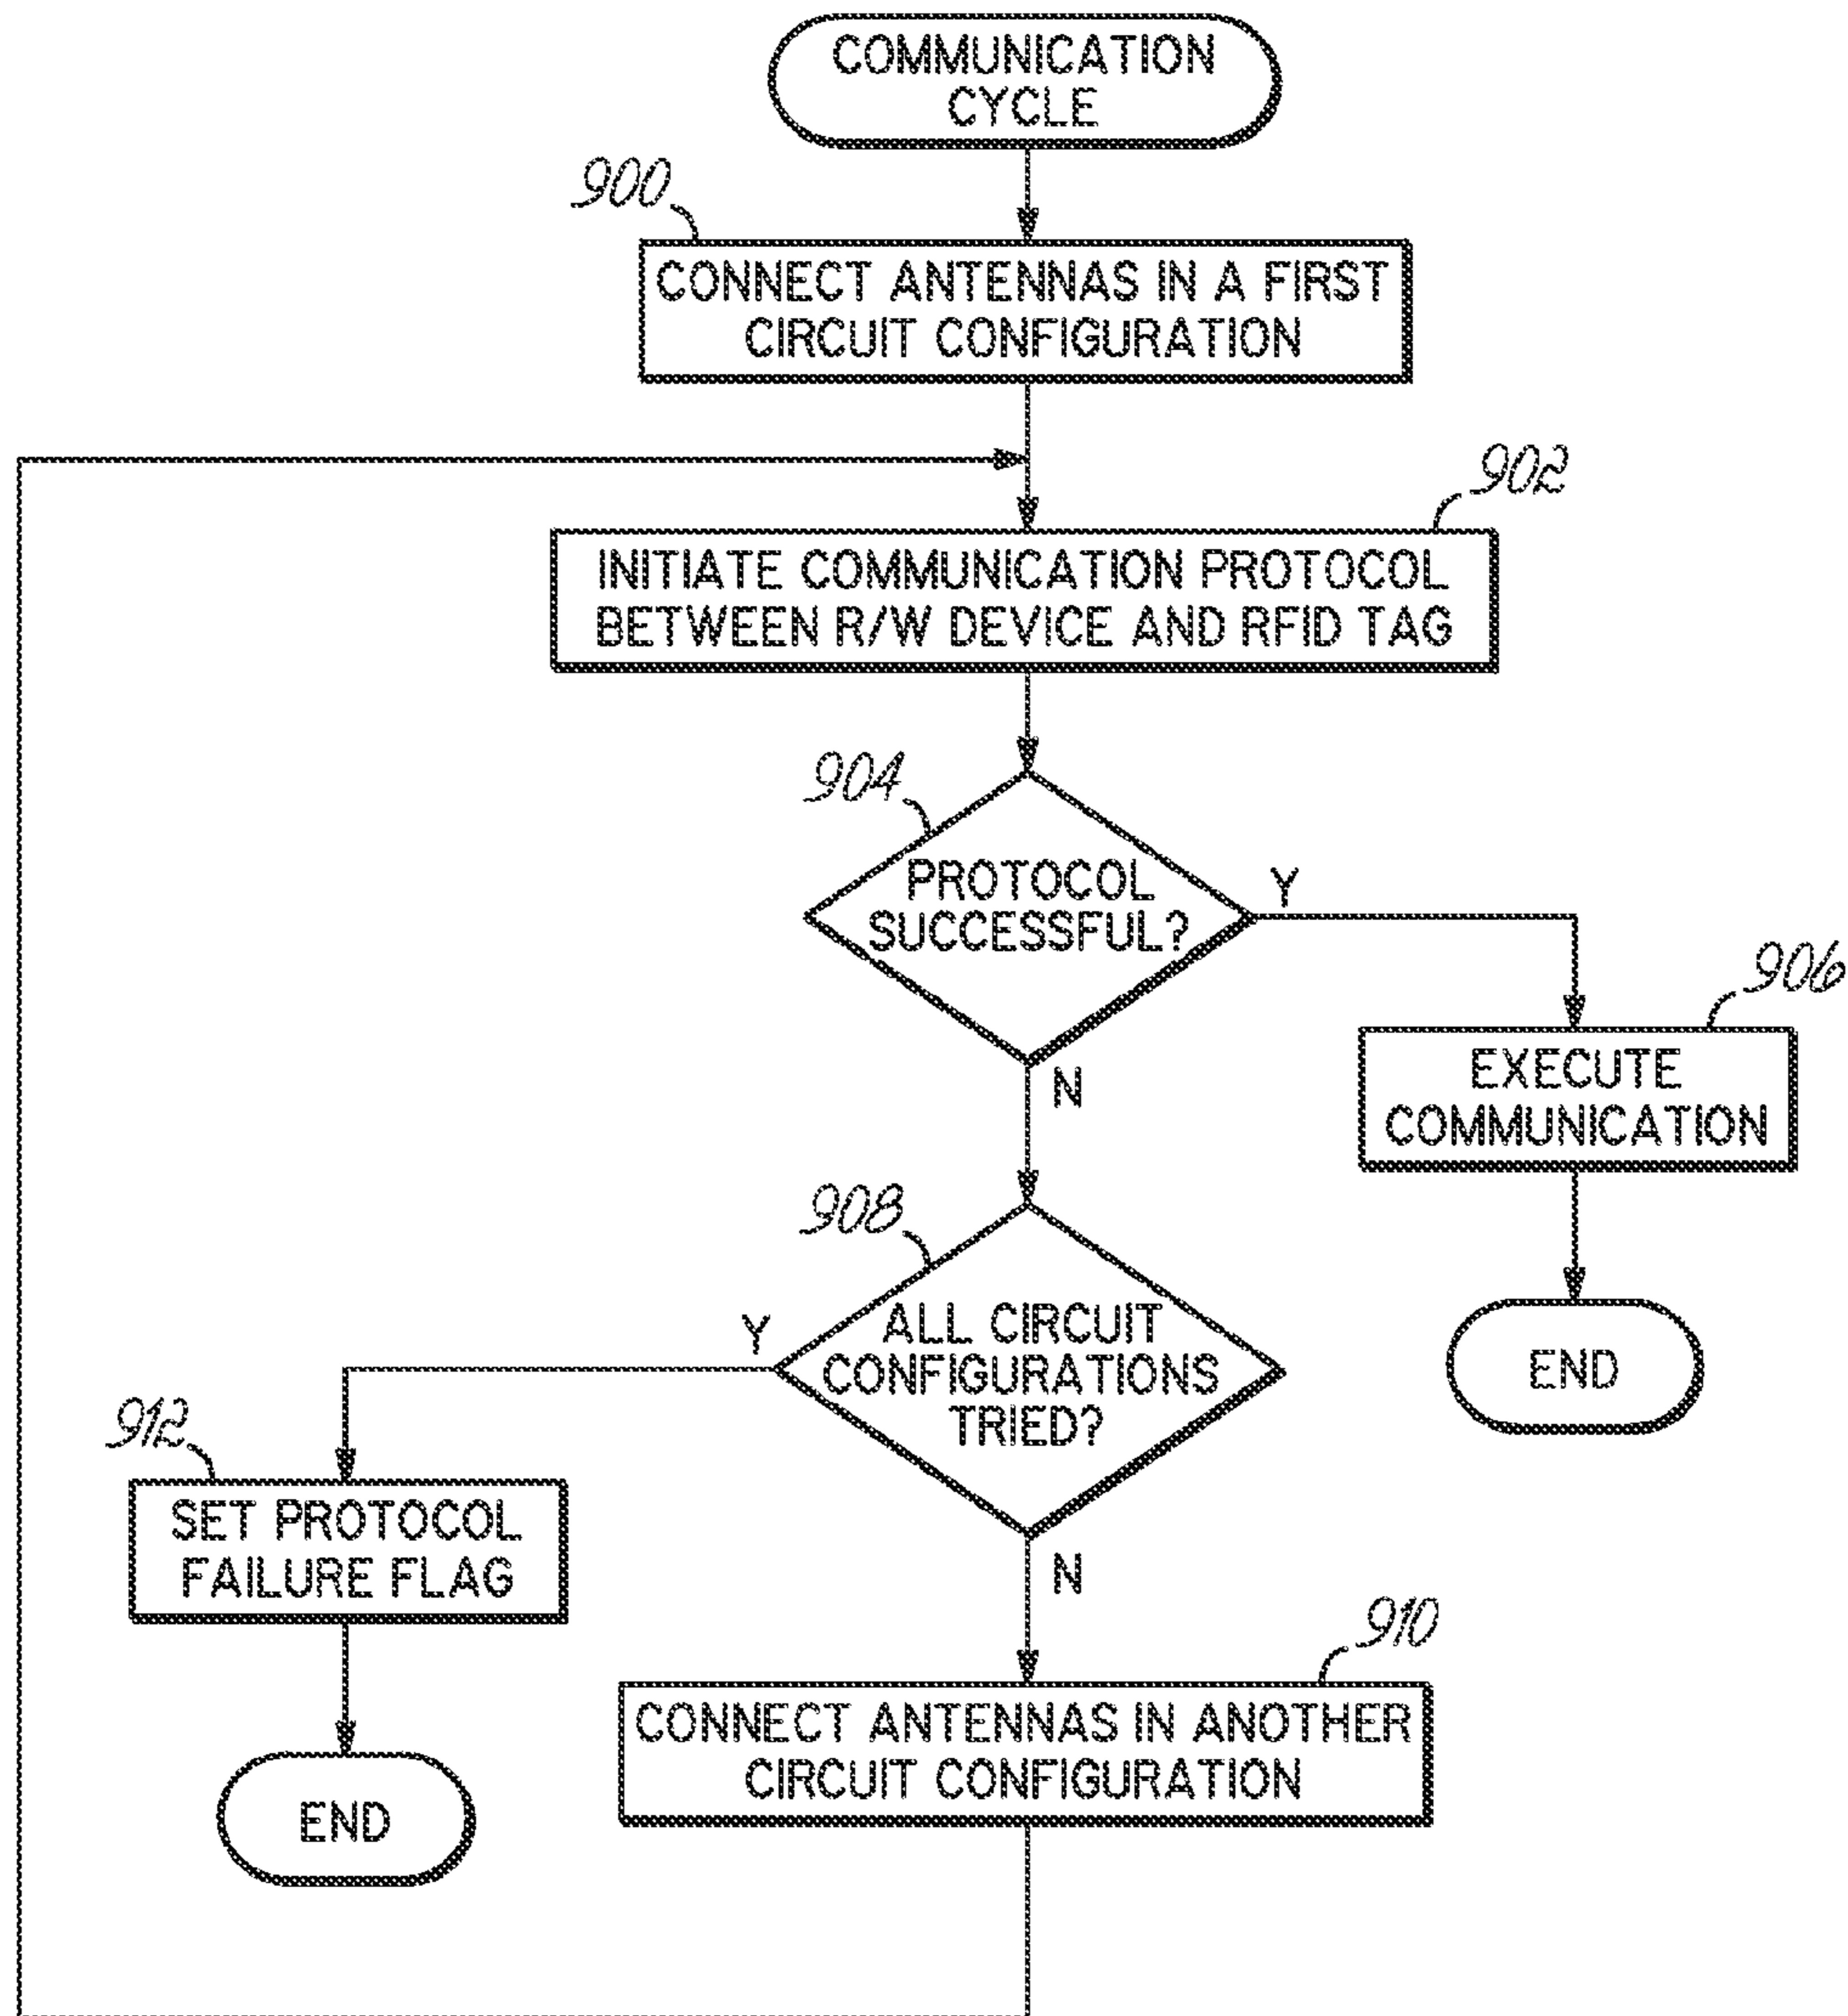 COMMUNICATION
CYCLE
900
CONNECT ANTENNAS IN A FIRST
CIRCUIT CONFIGURATION
902
INITIATE COMMUNICATION PROTOCOL
BETWEEN R/W DEVICE AND RFID TAG
904
PROTOCOL
SUCCESSFUL?
Y
N
906
EXECUTE
COMMUNICATION
END
908
ALL CIRCUIT
CONFIGURATIONS
TRIED?
Y
N
912
SET PROTOCOL
FAILURE FLAG
END
910
CONNECT ANTENNAS IN ANOTHER
CIRCUIT CONFIGURATION